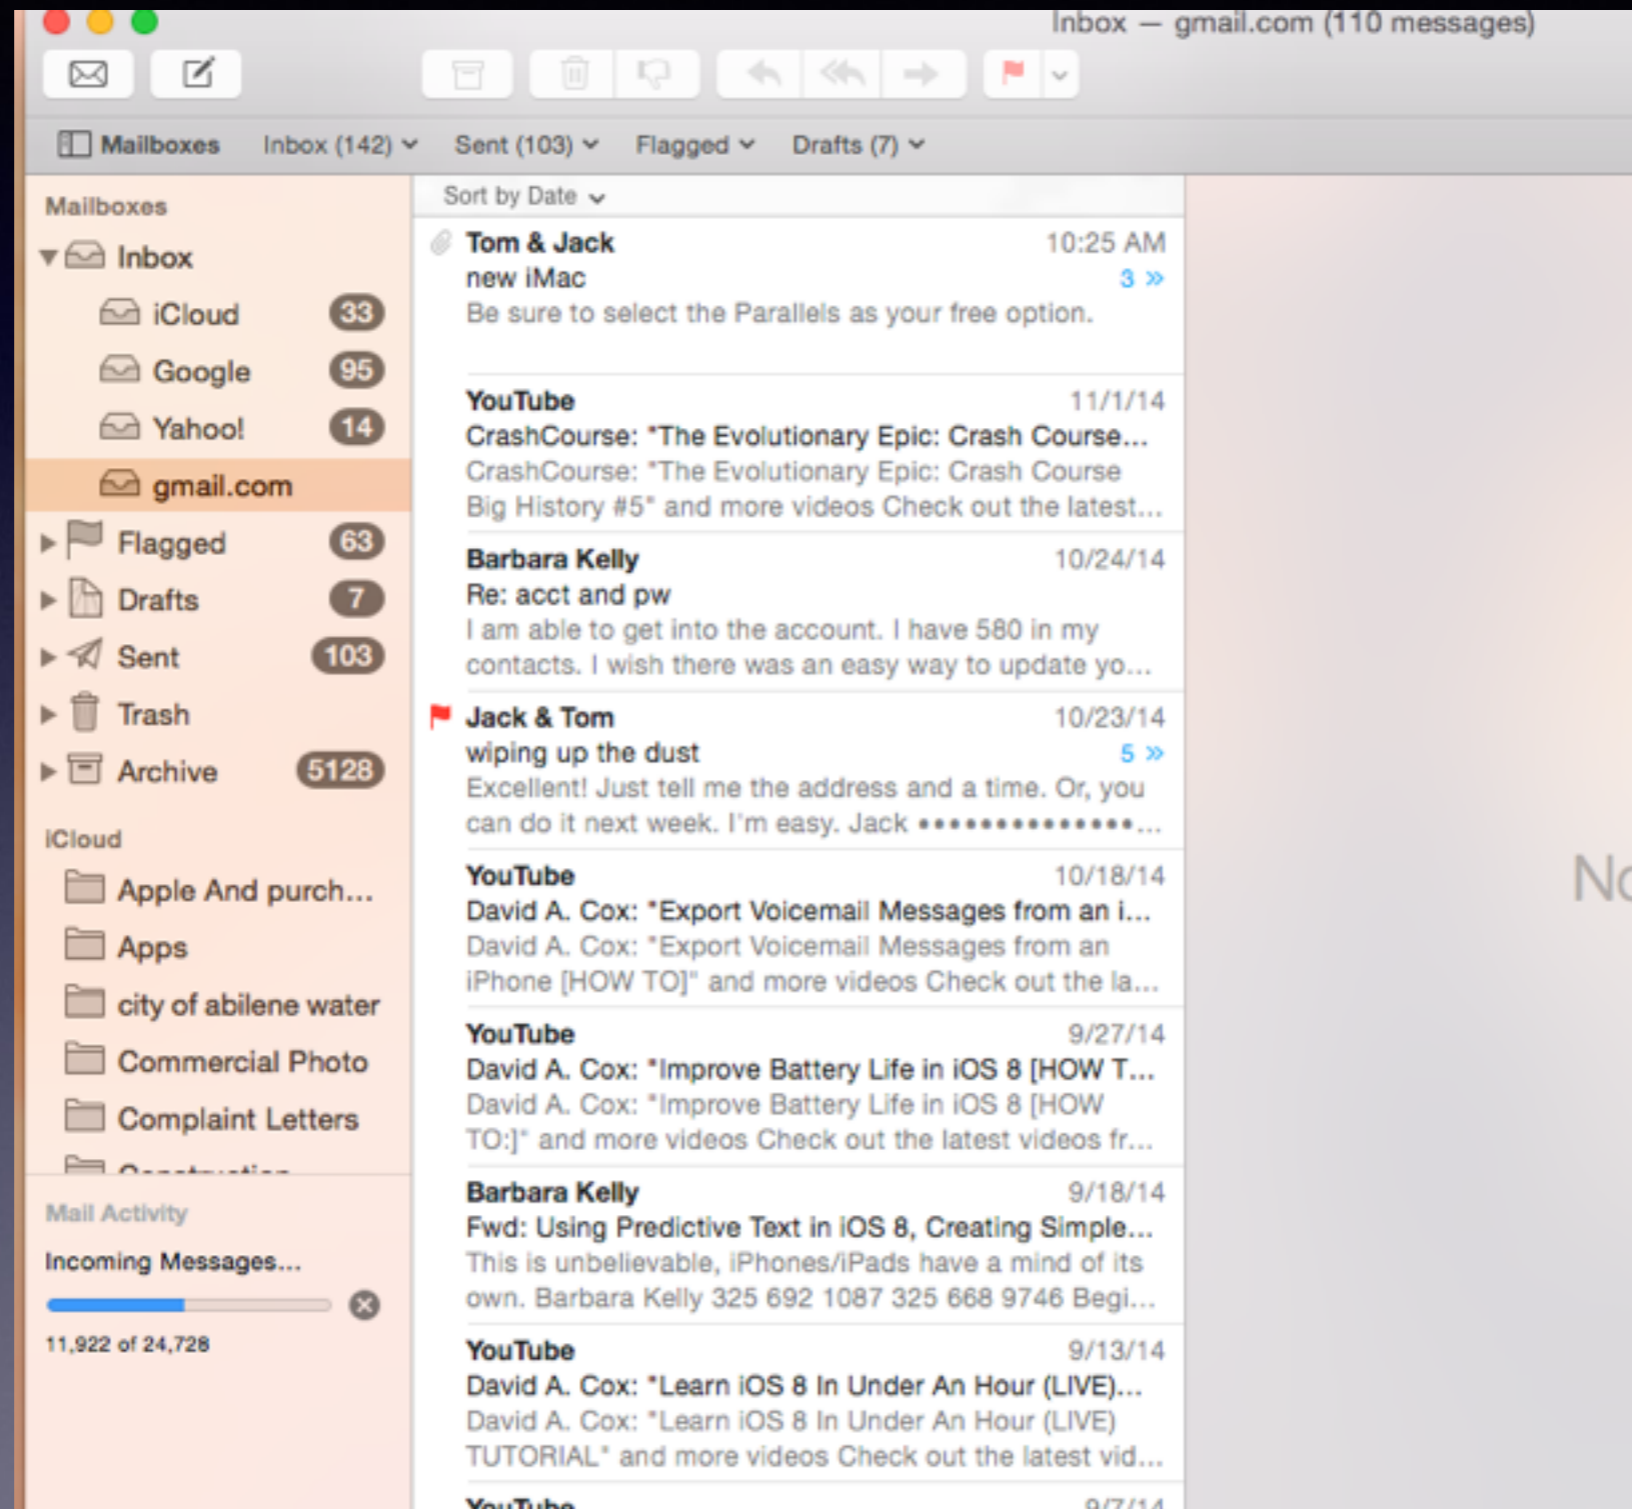 Inbox — gmail.com (110 messages)
Mailboxes Inbox (142) Sent (103) Flagged Drafts (7)
Mailboxes
Inbox
iCloud 33
Google 95
Yahoo! 14
gmail.com
Flagged 63
Drafts 7
Sent 103
Trash
Archive 5128
iCloud
Apple And purch...
Apps
city of abilene water
Commercial Photo
Complaint Letters
Construction
Mail Activity
Incoming Messages...
11,922 of 24,728
Sort by Date
Tom & Jack 10:25 AM
new iMac 3 »
Be sure to select the Parallels as your free option.
YouTube 11/1/14
CrashCourse: "The Evolutionary Epic: Crash Course...
CrashCourse: "The Evolutionary Epic: Crash Course
Big History #5" and more videos Check out the latest...
Barbara Kelly 10/24/14
Re: acct and pw
I am able to get into the account. I have 580 in my
contacts. I wish there was an easy way to update yo...
Jack & Tom 10/23/14
wiping up the dust 5 »
Excellent! Just tell me the address and a time. Or, you
can do it next week. I'm easy. Jack ••••••••••••••...
YouTube 10/18/14
David A. Cox: "Export Voicemail Messages from an i...
David A. Cox: "Export Voicemail Messages from an
iPhone [HOW TO]" and more videos Check out the la...
YouTube 9/27/14
David A. Cox: "Improve Battery Life in iOS 8 [HOW T...
David A. Cox: "Improve Battery Life in iOS 8 [HOW
TO:]" and more videos Check out the latest videos fr...
Barbara Kelly 9/18/14
Fwd: Using Predictive Text in iOS 8, Creating Simple...
This is unbelievable, iPhones/iPads have a mind of its
own. Barbara Kelly 325 692 1087 325 668 9746 Begi...
YouTube 9/13/14
David A. Cox: "Learn iOS 8 In Under An Hour (LIVE)...
David A. Cox: "Learn iOS 8 In Under An Hour (LIVE)
TUTORIAL" and more videos Check out the latest vid...
YouTube 9/7/14
No